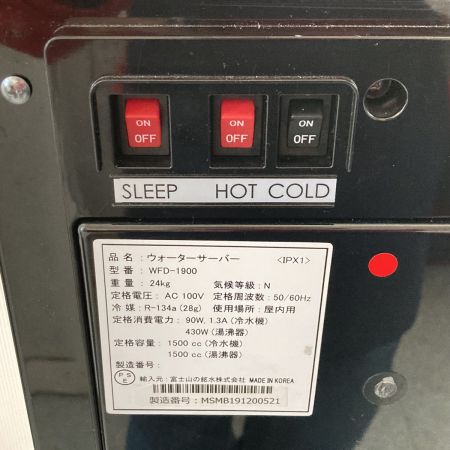 ON ON ON
OFF OFF OFF
SLEEP HOT COLD
品 名 : ウォーターサーバー <IPX1>
型 番 : WFD-1900
重 量 : 24kg 気候等級 : N
定格電圧 : AC 100V 定格周波数 : 50/60Hz
冷 媒 : R-134a (28g) 使用場所 : 屋内用
定格消費電力 : 90W, 1.3A (冷水機)
430W (湯沸器)
定格容量 : 1500 cc (冷水機)
1500 cc (湯沸器)
製造番号 :
P S E
輸入元 : 富士山の銘水株式会社 MADE IN KOREA
製造番号 : MSMB191200521